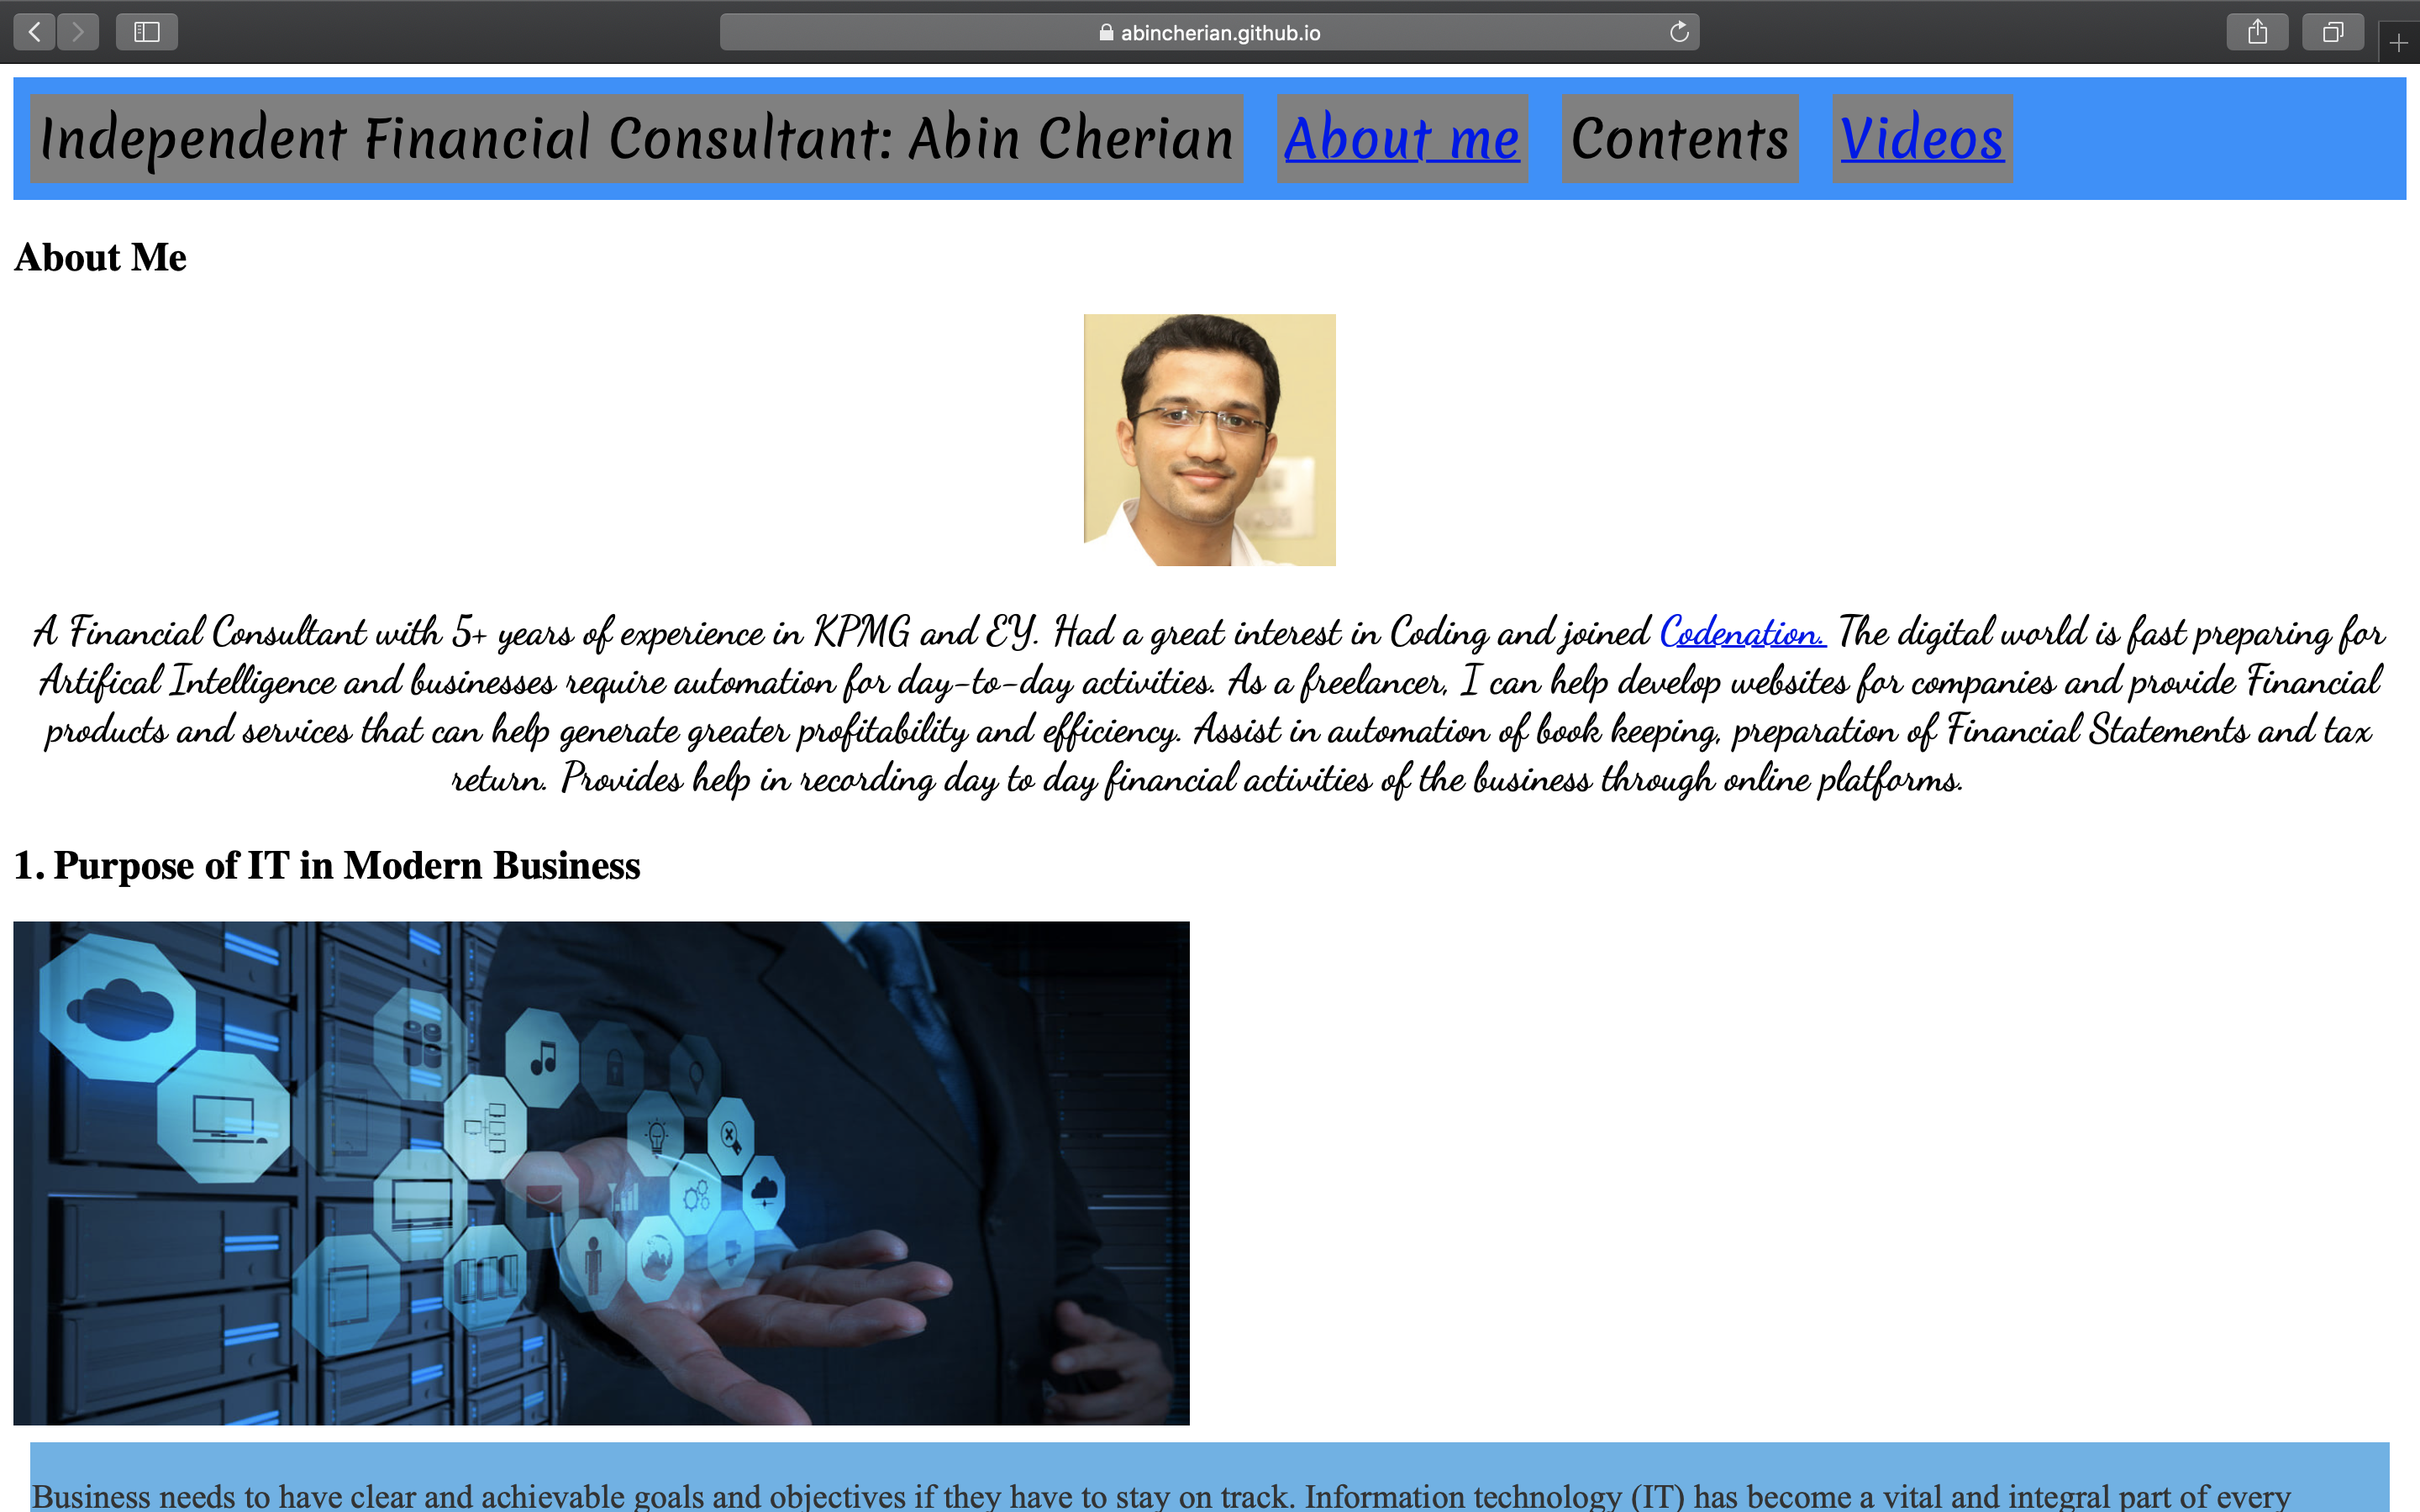 abincherian.github.io
Independent Financial Consultant: Abin Cherian About me Contents Videos
About Me
A Financial Consultant with 5+ years of experience in KPMG and EY. Had a great interest in Coding and joined Codenation. The digital world is fast preparing for
Artifical Intelligence and businesses require automation for day-to-day activities. As a freelancer, I can help develop websites for companies and provide Financial
products and services that can help generate greater profitability and efficiency. Assist in automation of book keeping, preparation of Financial Statements and tax
return. Provides help in recording day to day financial activities of the business through online platforms.
1. Purpose of IT in Modern Business
Business needs to have clear and achievable goals and objectives if they have to stay on track. Information technology (IT) has become a vital and integral part of every